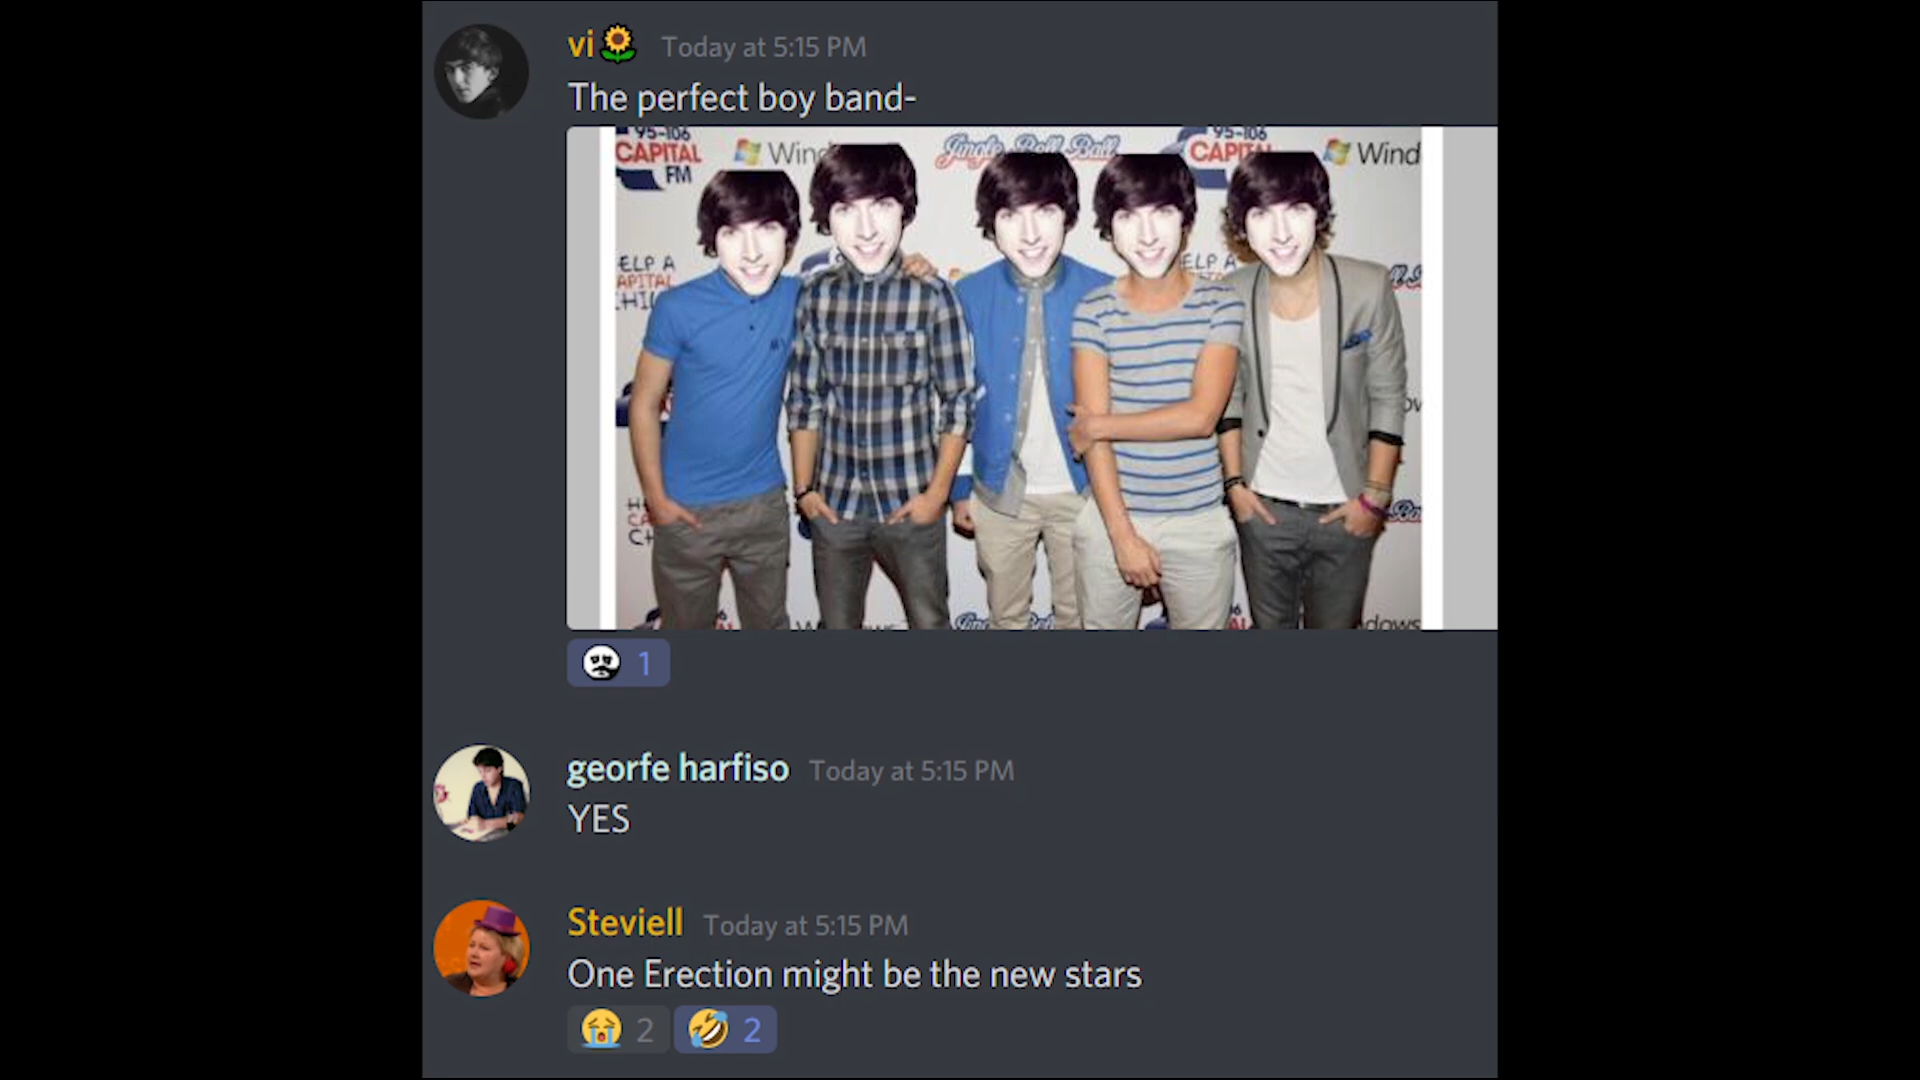 vi🌻 Today at 5:15 PM
The perfect boy band-
95-106 CAPITAL FM
Wind
Jingle Bell Ball
95-106 CAPITAL
Wind
ELP A
APITAL
CHIL
ELP A
dows
1
georfe harfiso Today at 5:15 PM
YES
Steviell Today at 5:15 PM
One Erection might be the new stars
😭 2 🤣 2